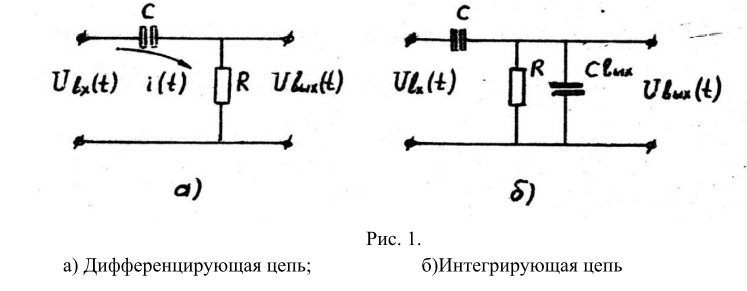 C
C
Uвх(t) i(t) R Uвых(t)
Uвх(t) R Cвых Uвых(t)
а)
б)
Рис. 1.
а) Дифференцирующая цепь; б)Интегрирующая цепь